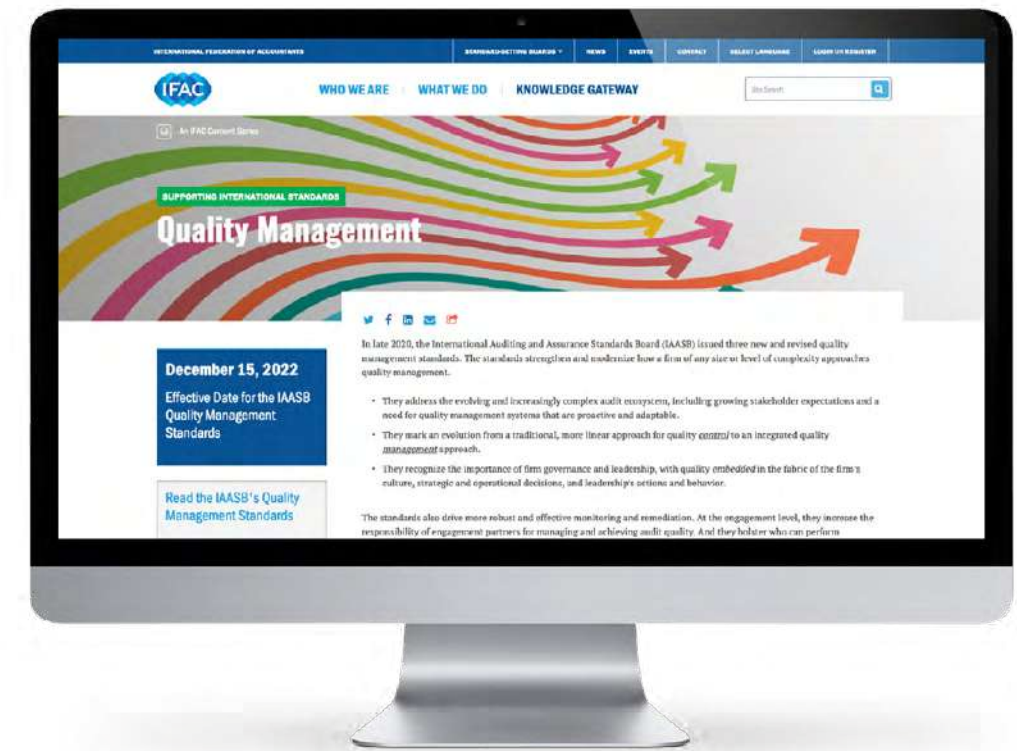 INTERNATIONAL FEDERATION OF ACCOUNTANTS
STANDARD-SETTING BOARDS
NEWS
EVENTS
CONTACT
SELECT LANGUAGE
LOGIN OR REGISTER
IFAC
WHO WE ARE
WHAT WE DO
KNOWLEDGE GATEWAY
Site Search
An IFAC Content Series
SUPPORTING INTERNATIONAL STANDARDS
Quality Management
In late 2020, the International Auditing and Assurance Standards Board (IAASB) issued three new and revised quality
management standards. The standards strengthen and modernize how a firm of any size or level of complexity approaches
quality management.
• They address the evolving and increasingly complex audit ecosystem, including growing stakeholder expectations and a
need for quality management systems that are proactive and adaptable.
• They mark an evolution from a traditional, more linear approach for quality control to an integrated quality
management approach.
• They recognize the importance of firm governance and leadership, with quality embedded in the fabric of the firm's
culture, strategic and operational decisions, and leadership's actions and behavior.
The standards also drive more robust and effective monitoring and remediation. At the engagement level, they increase the
responsibility of engagement partners for managing and achieving audit quality. And they bolster who can perform
December 15, 2022
Effective Date for the IAASB
Quality Management
Standards
Read the IAASB's Quality
Management Standards